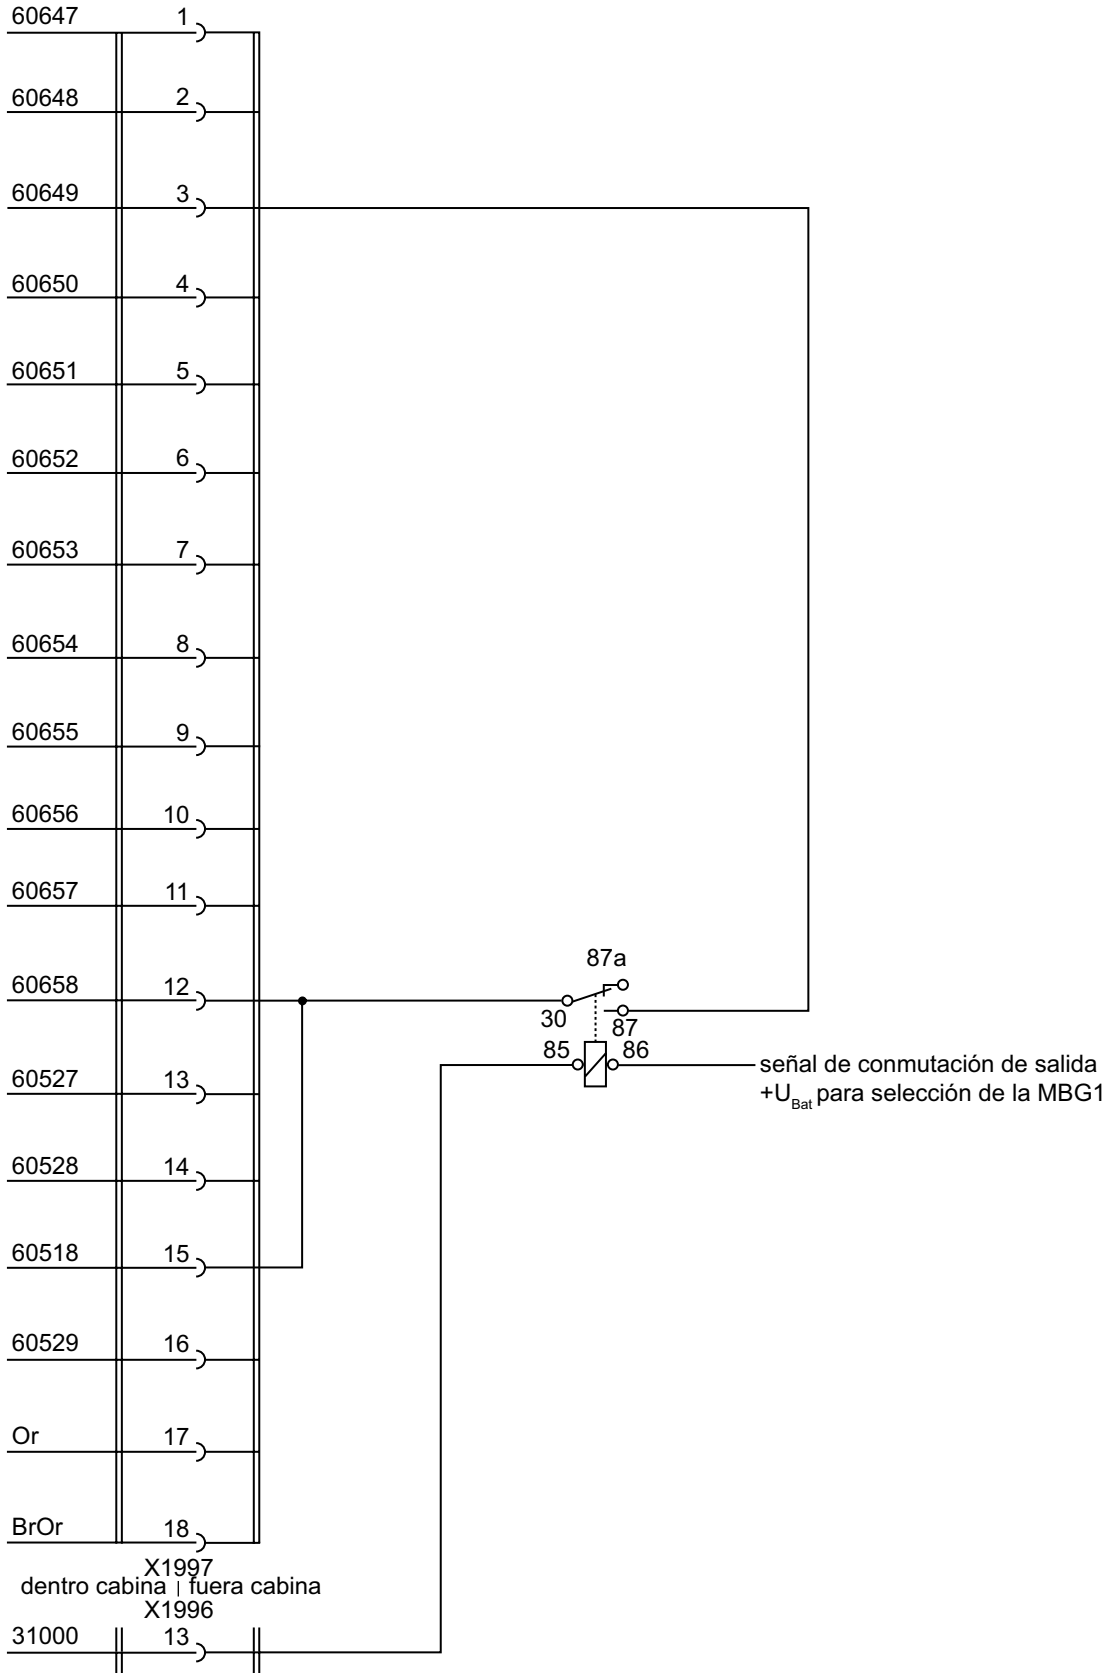 60647 1
60648 2
60649 3
60650 4
60651 5
60652 6
60653 7
60654 8
60655 9
60656 10
60657 11
87a
60658 12
30
87
85 86
señal de conmutación de salida
+U_Bat para selección de la MBG1
60527 13
60528 14
60518 15
60529 16
Or 17
BrOr 18
X1997
dentro cabina | fuera cabina
X1996
31000 13